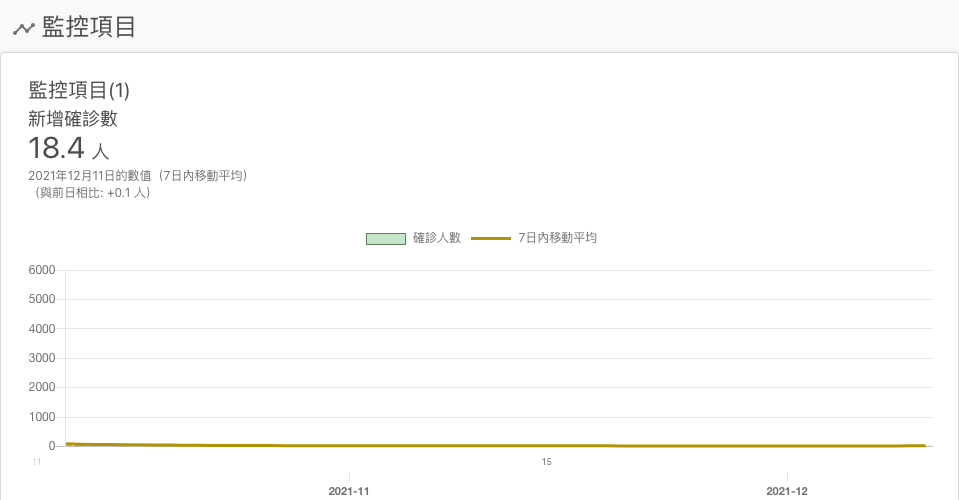 監控項目
監控項目(1)
新增確診數
18.4 人
2021年12月11日的數值（7日內移動平均）
（與前日相比: +0.1 人）
確診人數 7日內移動平均
6000
5000
4000
3000
2000
1000
0
11 15
2021-11 2021-12